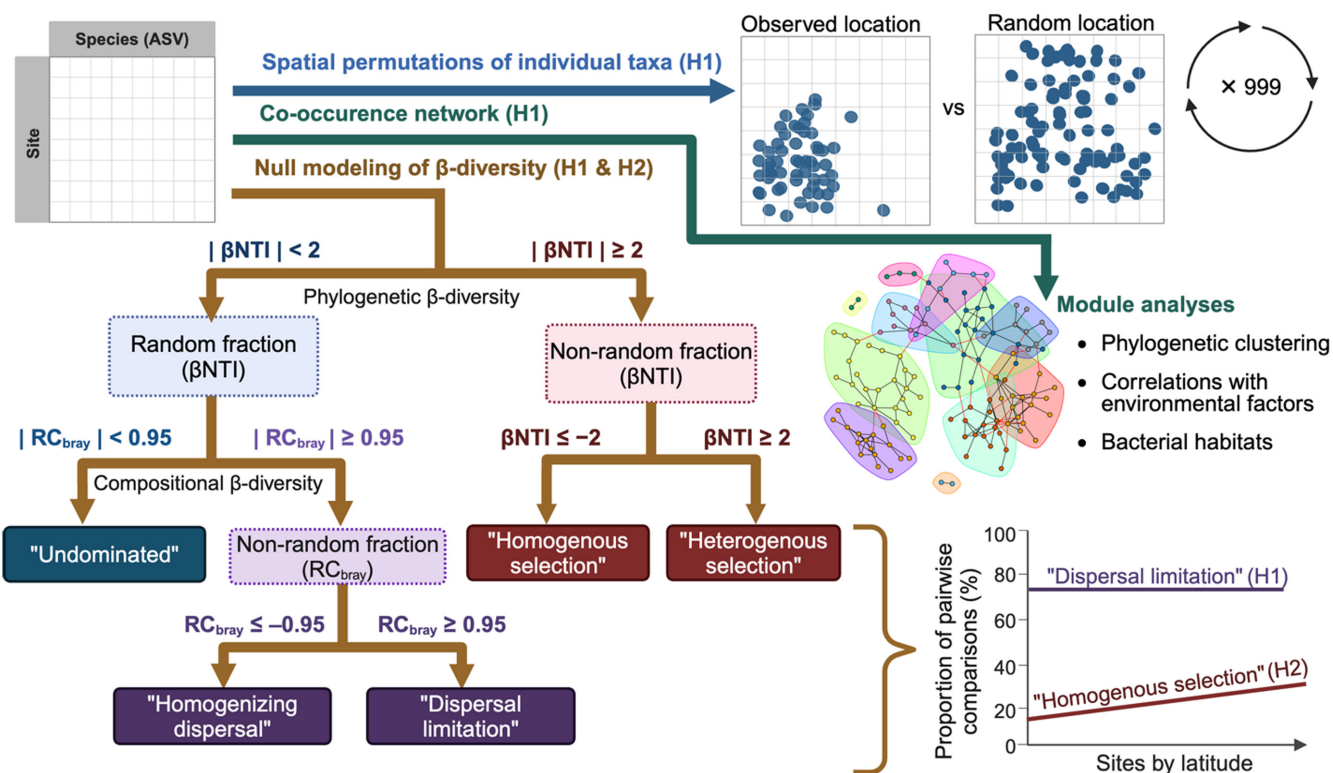 Species (ASV)
Site
Spatial permutations of individual taxa (H1)
Co-occurence network (H1)
Null modeling of β-diversity (H1 & H2)
Observed location
vs
Random location
× 999
| βNTI | < 2
| βNTI | ≥ 2
Phylogenetic β-diversity
Random fraction
(βNTI)
Non-random fraction
(βNTI)
Module analyses
• Phylogenetic clustering
• Correlations with
environmental factors
• Bacterial habitats
| RCbray | < 0.95
| RCbray | ≥ 0.95
βNTI ≤ −2
βNTI ≥ 2
Compositional β-diversity
"Undominated"
Non-random fraction
(RCbray)
"Homogenous
selection"
"Heterogenous
selection"
RCbray ≤ −0.95
RCbray ≥ 0.95
"Homogenizing
dispersal"
"Dispersal
limitation"
Proportion of pairwise
comparisons (%)
100
80
60
40
20
0
"Dispersal limitation" (H1)
"Homogenous selection" (H2)
Sites by latitude